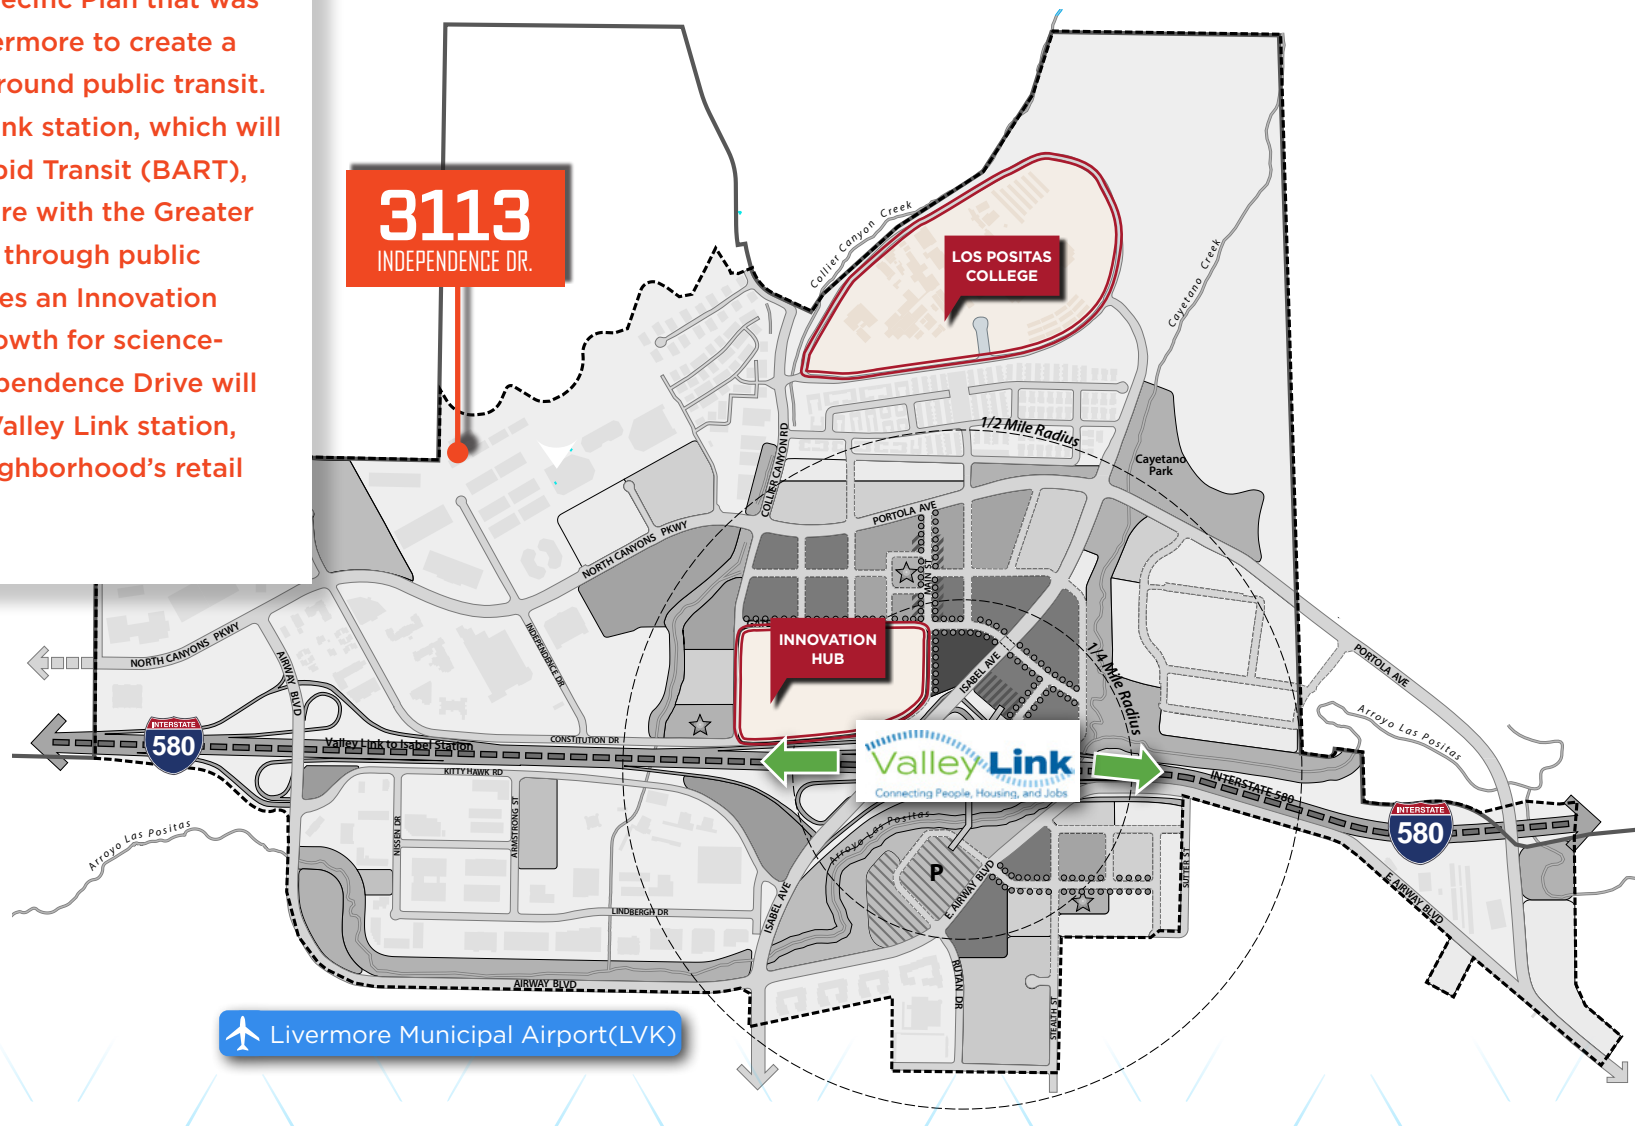 ecific Plan that was
ermore to create a
round public transit.
nk station, which will
pid Transit (BART),
re with the Greater
through public
es an Innovation
owth for science-
pendence Drive will
Valley Link station,
ighborhood's retail
3113
INDEPENDENCE DR.
LOS POSITAS
COLLEGE
Collier Canyon Creek
Cayetano Creek
1/2 Mile Radius
Cayetano
Park
COLLIER CANYON RD
PORTOLA AVE
NORTH CANYONS PKWY
MAIN ST
INNOVATION
HUB
ISABEL AVE
1/4 Mile Radius
PORTOLA AVE
Arroyo Las Positas
NORTH CANYONS PKWY
AIRWAY BLVD
INDEPENDENCE DR
INTERSTATE
580
Valley Link to Isabel Station
CONSTITUTION DR
KITTY HAWK RD
Valley Link
Connecting People, Housing, and Jobs
INTERSTATE 580
INTERSTATE
580
Arroyo Las Positas
NISSEN DR
ARMSTRONG ST
Arroyo Las Positas
P
E AIRWAY BLVD
SUTTER ST
E AIRWAY BLVD
LINDBERGH DR
ISABEL AVE
AIRWAY BLVD
RUTAN DR
STEALTH ST
Livermore Municipal Airport(LVK)